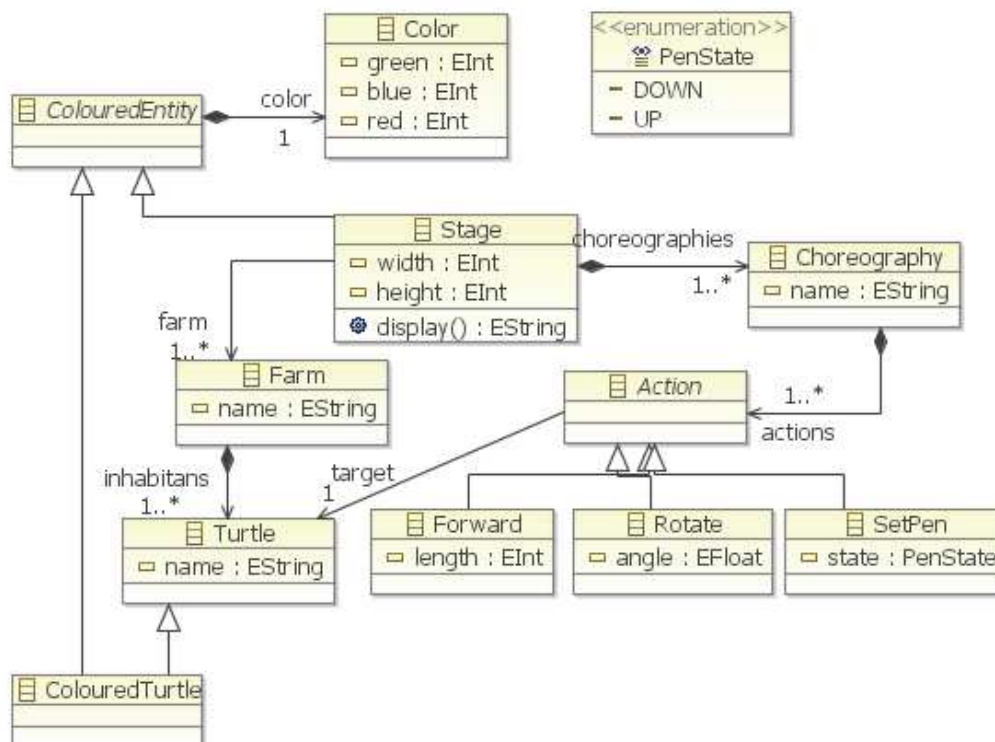 Color
green : EInt
blue : EInt
red : EInt
<<enumeration>>
PenState
DOWN
UP
ColouredEntity
color
1
Stage
width : EInt
height : EInt
display() : EString
choreographies
1..*
Choreography
name : EString
farm
1..*
Farm
name : EString
Action
1..*
actions
inhabitans
1..*
target
1
Turtle
name : EString
Forward
length : EInt
Rotate
angle : EFloat
SetPen
state : PenState
ColouredTurtle